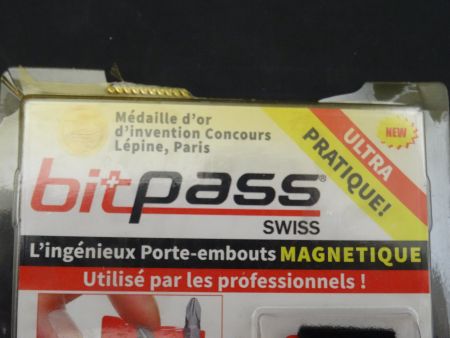 Médaille d'or
d'invention Concours
Lépine, Paris
ULTRA
PRATIQUE!
NEW
bitpass®
SWISS
L'ingénieux Porte-embouts MAGNETIQUE
Utilisé par les professionnels !